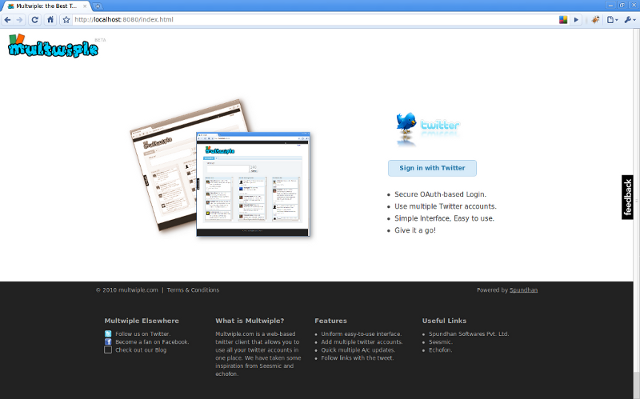 Multwiple: the Best T...
http://localhost:8080/index.html
multwiple BETA
twitter
Sign in with Twitter
Secure OAuth-based Login.
Use multiple Twitter accounts.
Simple Interface, Easy to use.
Give it a go!
feedback
© 2010 multwiple.com | Terms & Conditions
Powered by Spundhan
Multwiple Elsewhere
Follow us on Twitter.
Become a fan on Facebook.
Check out our Blog
What is Multwiple?
Multwiple.com is a web-based
twitter client that allows you to
use all your twitter accounts in
one place. We have taken some
inspiration from Seesmic and
echofon.
Features
Uniform easy-to-use interface.
Add multiple twitter accounts.
Quick multiple A/c updates.
Follow links with the tweet.
Useful Links
Spundhan Softwares Pvt. Ltd.
Seesmic.
Echofon.